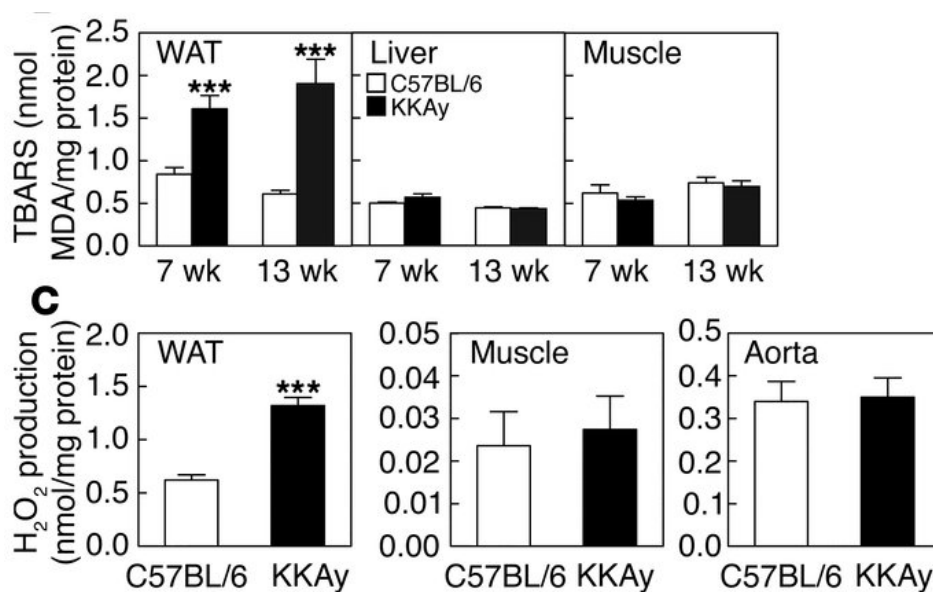 TBARS (nmol
MDA/mg protein)
2.5
2.0
1.5
1.0
0.5
0.0
WAT
***
***
7 wk
13 wk
Liver
C57BL/6
KKAy
7 wk
13 wk
Muscle
7 wk
13 wk
C
H₂O₂ production
(nmol/mg protein)
2.0
1.5
1.0
0.5
0.0
WAT
***
C57BL/6
KKAy
0.05
0.04
0.03
0.02
0.01
0.00
Muscle
C57BL/6
KKAy
0.5
0.4
0.3
0.2
0.1
0.0
Aorta
C57BL/6
KKAy